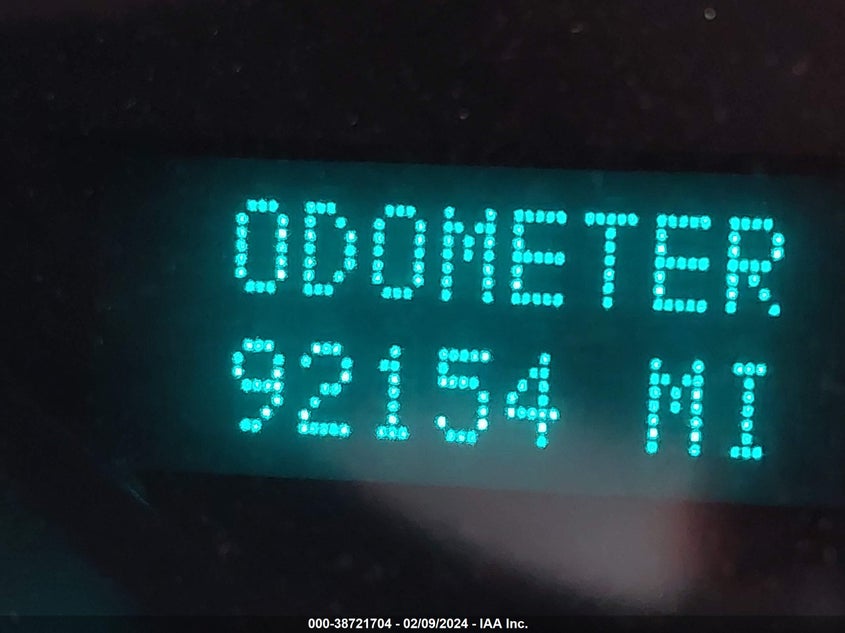 ODOMETER
92154 MI
000-38721704 - 02/09/2024 - IAA Inc.